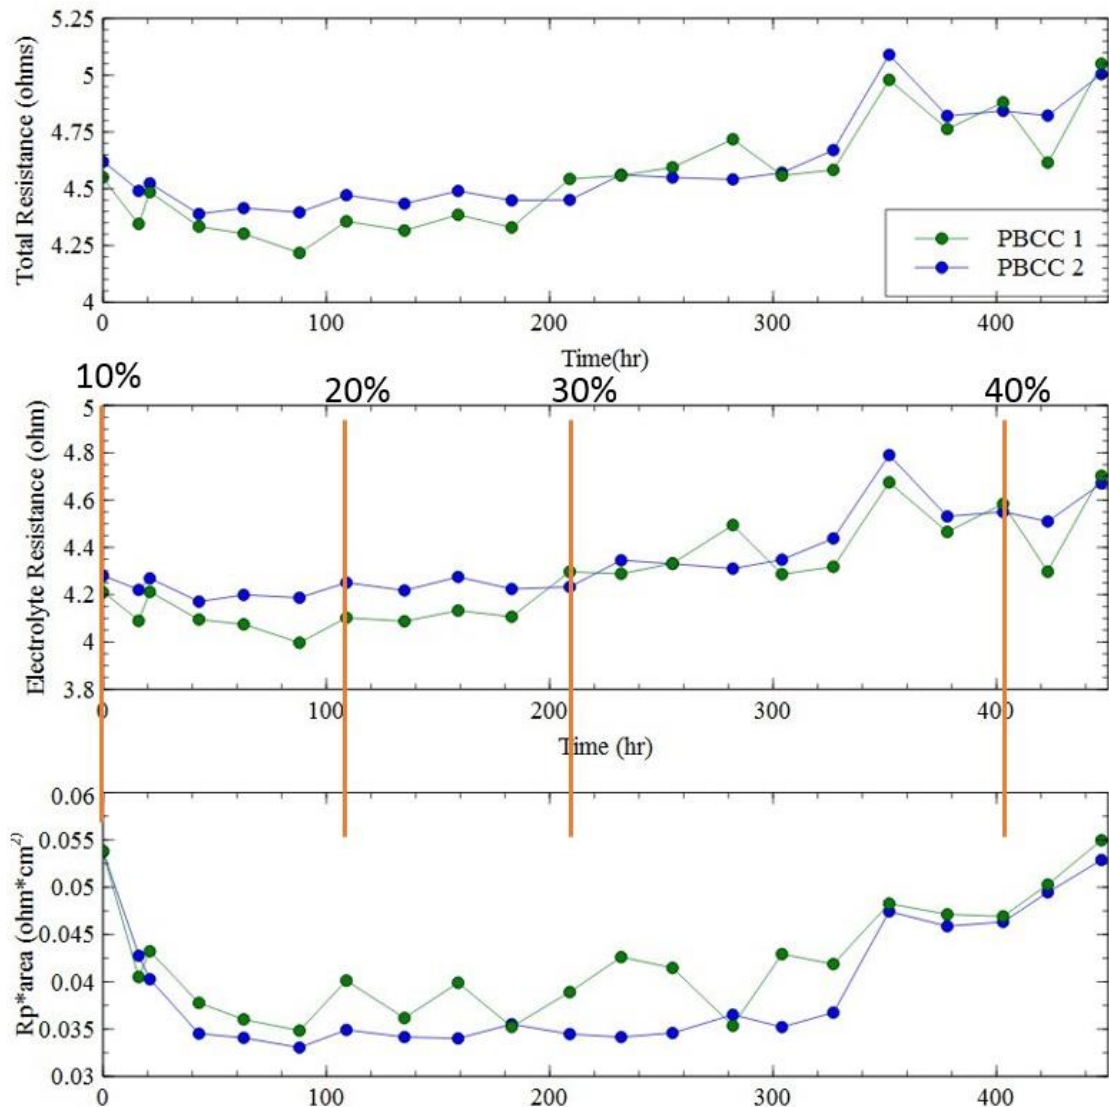 5.25
5
4.75
4.5
4.25
4
Total Resistance (ohms)
PBCC 1
PBCC 2
0 100 200 300 400
Time(hr)
10% 20% 30% 40%
5
4.8
4.6
4.4
4.2
4
3.8
Electrolyte Resistance (ohm)
0 100 200 300 400
Time (hr)
0.06
0.055
0.05
0.045
0.04
0.035
0.03
Rp*area (ohm*cm²)
0 100 200 300 400